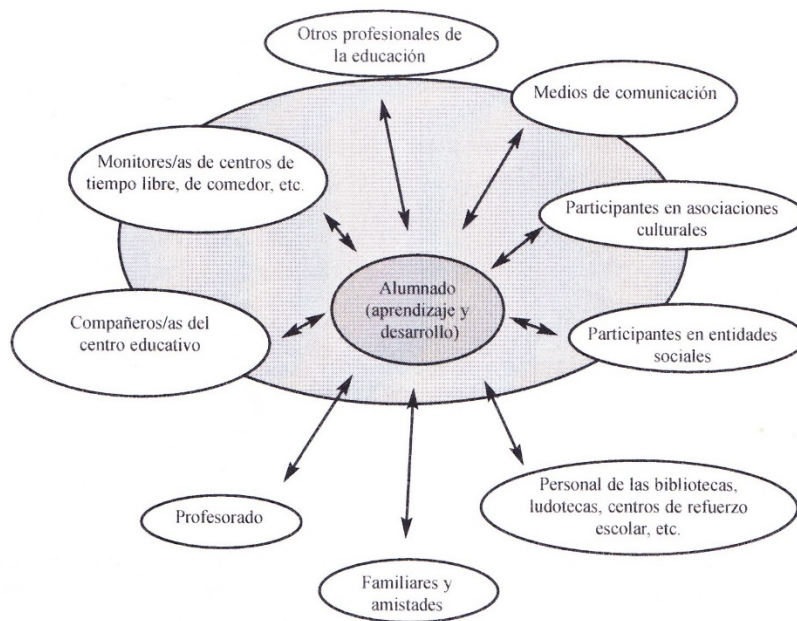 Otros profesionales de
la educación
Medios de comunicación
Monitores/as de centros de
tiempo libre, de comedor, etc.
Participantes en asociaciones
culturales
Alumnado
(aprendizaje y
desarrollo)
Compañeros/as del
centro educativo
Participantes en entidades
sociales
Profesorado
Personal de las bibliotecas,
ludotecas, centros de refuerzo
escolar, etc.
Familiares y
amistades